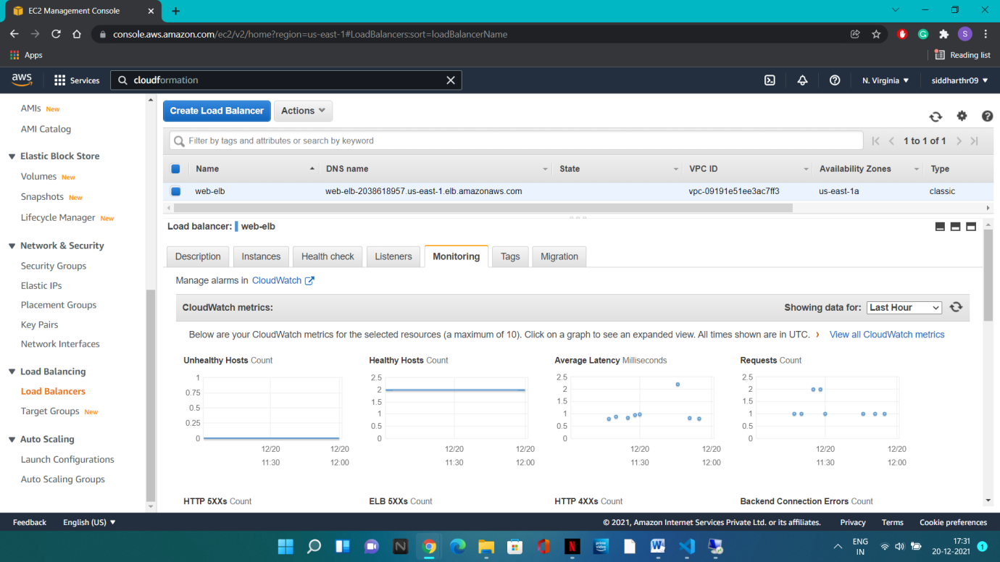 EC2 Management Console
console.aws.amazon.com/ec2/v2/home?region=us-east-1#LoadBalancers:sort=loadBalancerName
S
Apps
Reading list
aws
Services
cloudformation
N. Virginia
siddharthr09
AMIs New
AMI Catalog
Elastic Block Store
Volumes New
Snapshots New
Lifecycle Manager New
Network & Security
Security Groups
Elastic IPs
Placement Groups
Key Pairs
Network Interfaces
Load Balancing
Load Balancers
Target Groups New
Auto Scaling
Launch Configurations
Auto Scaling Groups
Create Load Balancer Actions
Filter by tags and attributes or search by keyword
1 to 1 of 1
Name DNS name State VPC ID Availability Zones Type
web-elb web-elb-2038618957.us-east-1.elb.amazonaws.com vpc-09191e51ee3ac7ff3 us-east-1a classic
Load balancer: web-elb
Description Instances Health check Listeners Monitoring Tags Migration
Manage alarms in CloudWatch
CloudWatch metrics: Showing data for: Last Hour
Below are your CloudWatch metrics for the selected resources (a maximum of 10). Click on a graph to see an expanded view. All times shown are in UTC. › View all CloudWatch metrics
Unhealthy Hosts Count
1
0.75
0.5
0.25
0
12/20 12/20
11:30 12:00
Healthy Hosts Count
2.5
2
1.5
1
0.5
0
12/20 12/20
11:30 12:00
Average Latency Milliseconds
2.5
2
1.5
1
0.5
0
12/20 12/20
11:30 12:00
Requests Count
2.5
2
1.5
1
0.5
0
12/20 12/20
11:30 12:00
HTTP 5XXs Count ELB 5XXs Count HTTP 4XXs Count Backend Connection Errors Count
Feedback English (US) © 2021, Amazon Internet Services Private Ltd. or its affiliates. Privacy Terms Cookie preferences
N
N
prime video
W
ENG
IN
17:31
20-12-2021
1